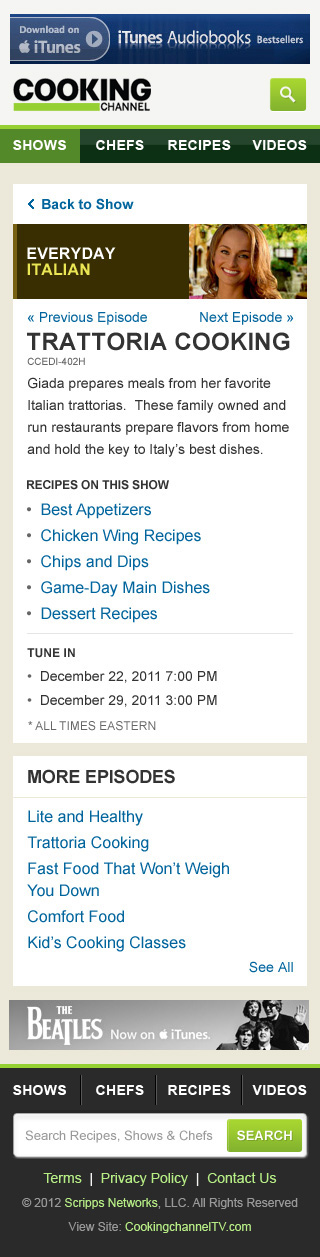 Download on
iTunes
iTunes Audiobooks Bestsellers
COOKING
CHANNEL
SHOWS CHEFS RECIPES VIDEOS
Back to Show
EVERYDAY
ITALIAN
« Previous Episode Next Episode »
TRATTORIA COOKING
CCEDI-402H
Giada prepares meals from her favorite
Italian trattorias. These family owned and
run restaurants prepare flavors from home
and hold the key to Italy’s best dishes.
RECIPES ON THIS SHOW
• Best Appetizers
• Chicken Wing Recipes
• Chips and Dips
• Game-Day Main Dishes
• Dessert Recipes
TUNE IN
• December 22, 2011 7:00 PM
• December 29, 2011 3:00 PM
* ALL TIMES EASTERN
MORE EPISODES
Lite and Healthy
Trattoria Cooking
Fast Food That Won’t Weigh
You Down
Comfort Food
Kid’s Cooking Classes
See All
THE
BEATLES Now on iTunes.
SHOWS CHEFS RECIPES VIDEOS
Search Recipes, Shows & Chefs SEARCH
Terms | Privacy Policy | Contact Us
© 2012 Scripps Networks, LLC. All Rights Reserved
View Site: CookingchannelTV.com